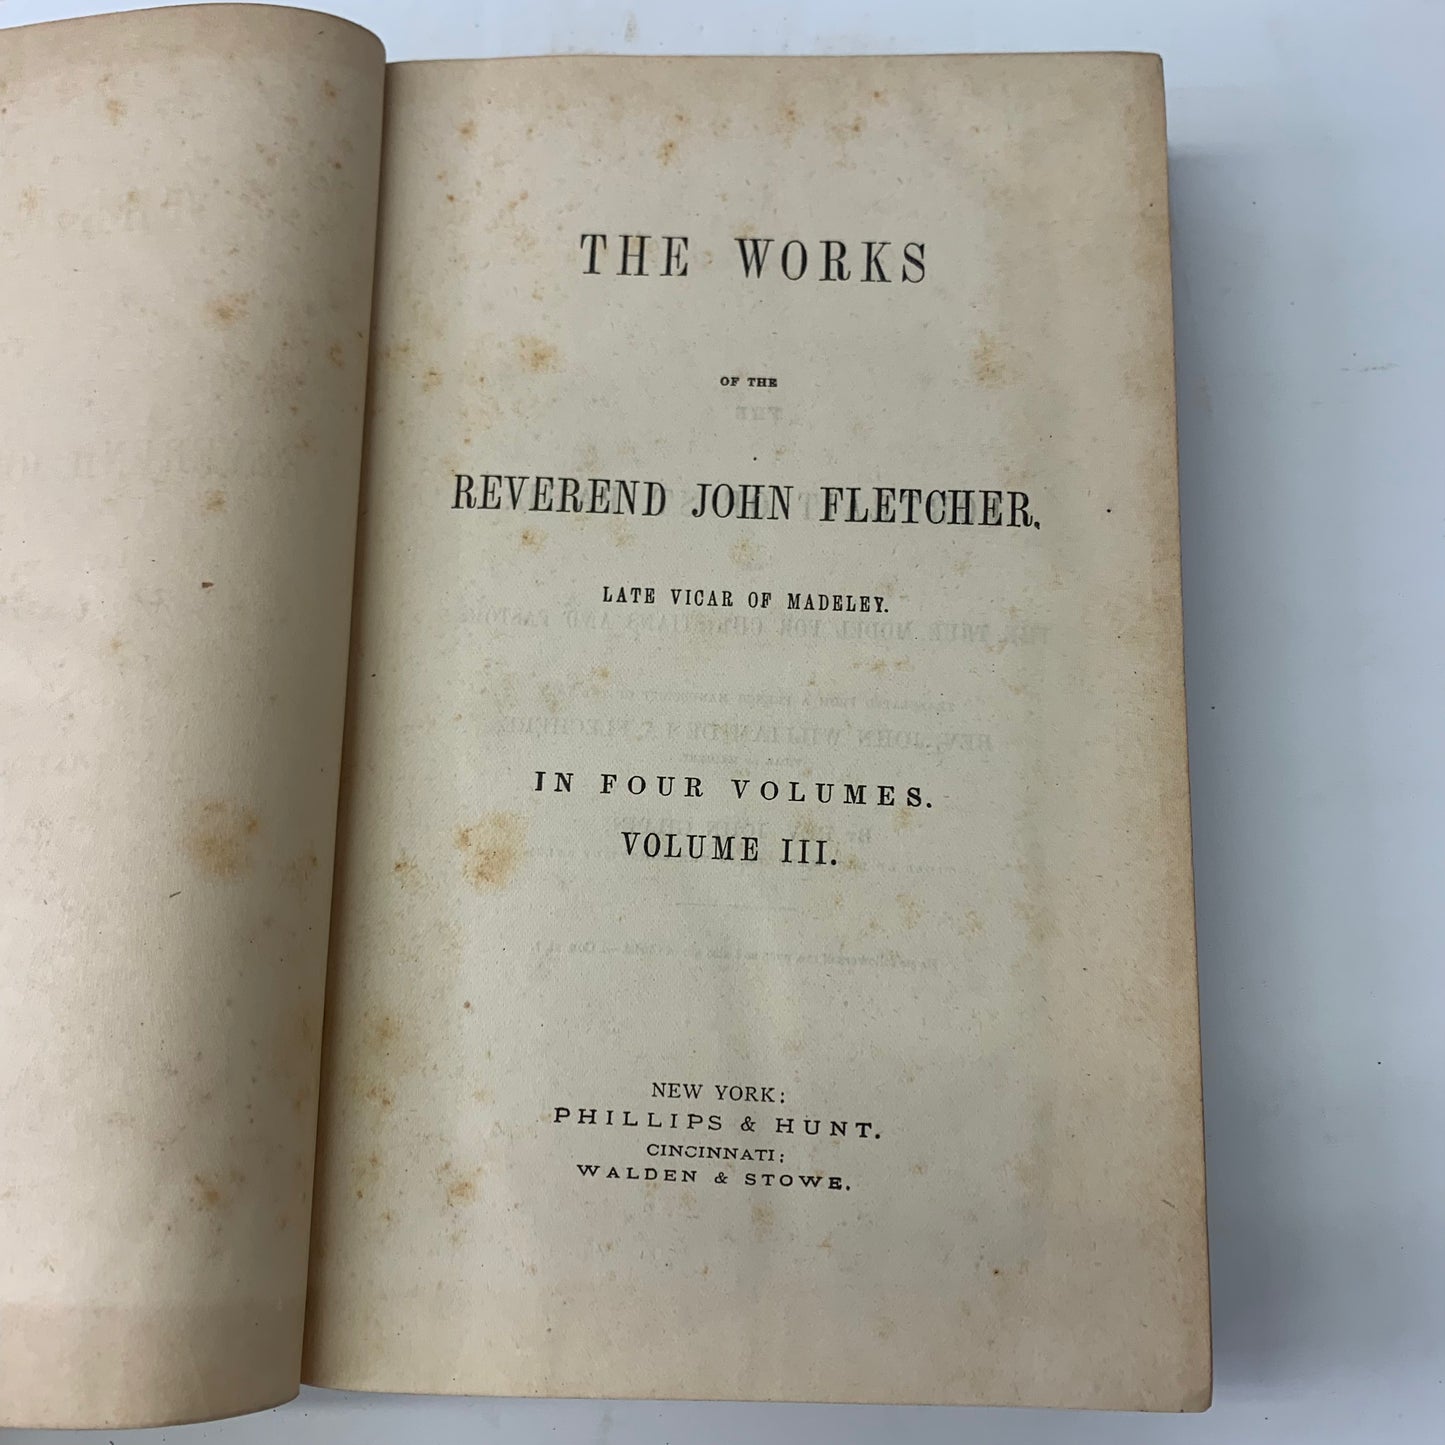 THE WORKS
OF THE
REVEREND JOHN FLETCHER,
LATE VICAR OF MADELEY.
IN FOUR VOLUMES.
VOLUME III.
NEW YORK:
PHILLIPS & HUNT.
CINCINNATI:
WALDEN & STOWE.